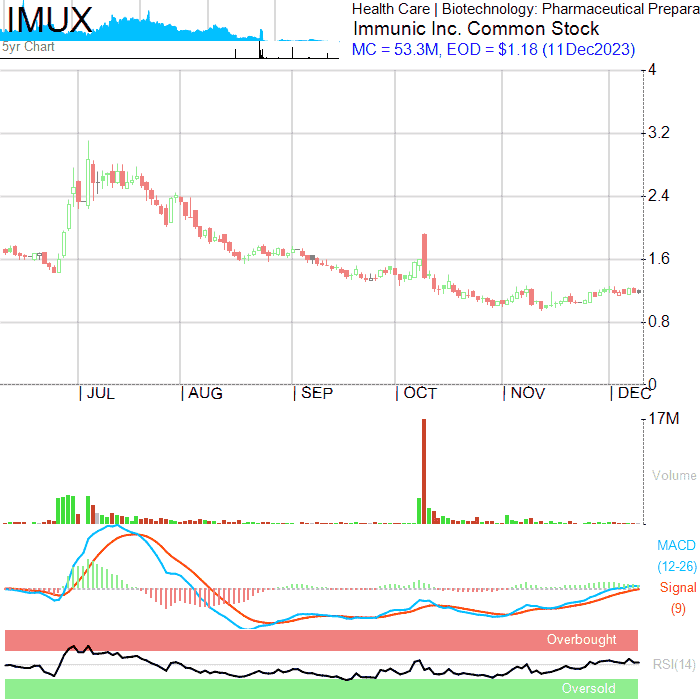 IMUX
5yr Chart
Health Care | Biotechnology: Pharmaceutical Prepara
Immunic Inc. Common Stock
MC = 53.3M, EOD = $1.18 (11Dec2023)
4
3.2
2.4
1.6
0.8
0
JUL AUG SEP OCT NOV DEC
17M
Volume
MACD
(12-26)
Signal
(9)
Overbought
RSI(14)
Oversold